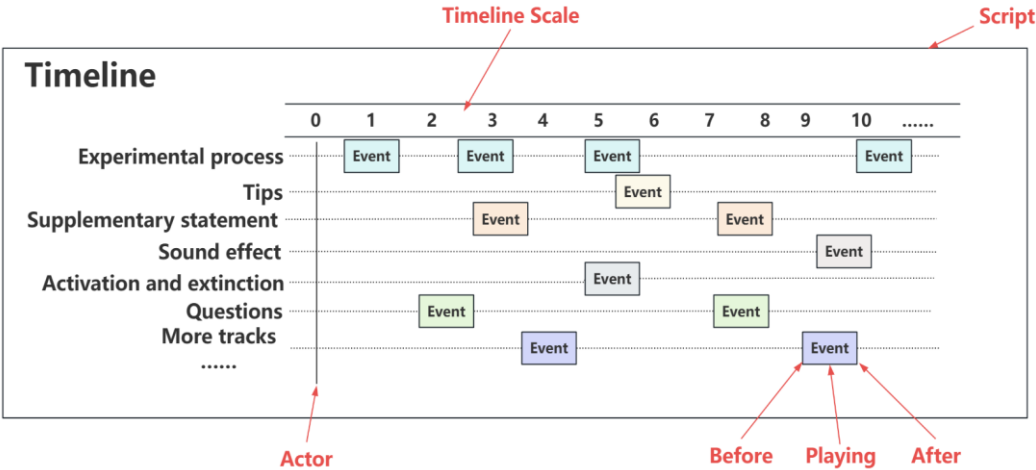 Timeline Scale
Script
Timeline
0 1 2 3 4 5 6 7 8 9 10 ......
Experimental process Event Event Event Event
Tips Event
Supplementary statement Event Event
Sound effect Event
Activation and extinction Event
Questions Event Event
More tracks Event Event
......
Actor Before Playing After